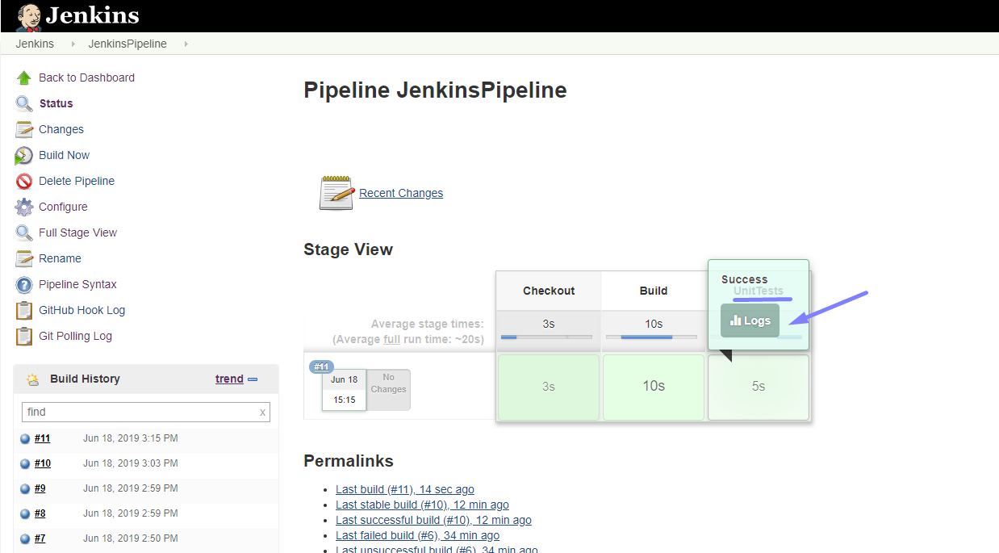 Jenkins
Jenkins JenkinsPipeline
Back to Dashboard
Status
Changes
Build Now
Delete Pipeline
Configure
Full Stage View
Rename
Pipeline Syntax
GitHub Hook Log
Git Polling Log
Build History trend
find x
#11 Jun 18, 2019 3:15 PM
#10 Jun 18, 2019 3:03 PM
#9 Jun 18, 2019 2:59 PM
#8 Jun 18, 2019 2:59 PM
#7 Jun 18, 2019 2:50 PM
Pipeline JenkinsPipeline
Recent Changes
Stage View
Success
Checkout Build UnitTests
Logs
Average stage times: 3s 10s
(Average full run time: ~20s)
#11
Jun 18
15:15
No
Changes
3s 10s 5s
Permalinks
Last build (#11), 14 sec ago
Last stable build (#10), 12 min ago
Last successful build (#10), 12 min ago
Last failed build (#6), 34 min ago
Last unsuccessful build (#6), 34 min ago